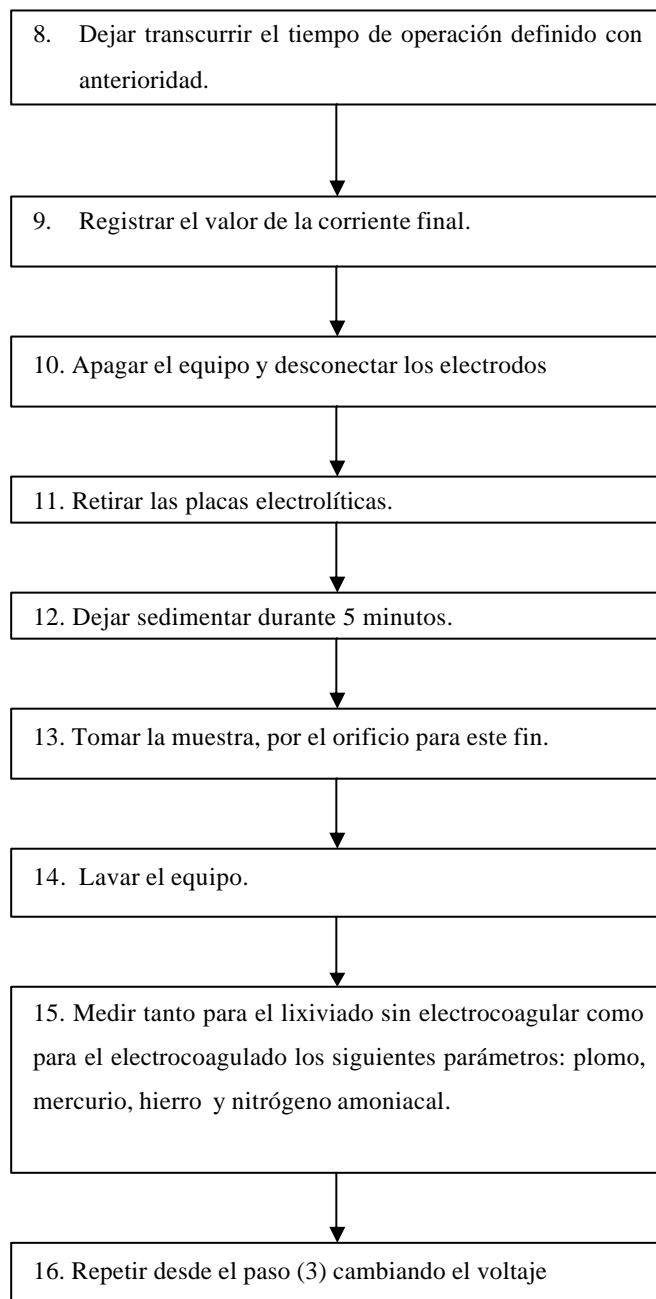 8. Dejar transcurrir el tiempo de operación definido con
anterioridad.
9. Registrar el valor de la corriente final.
10. Apagar el equipo y desconectar los electrodos
11. Retirar las placas electrolíticas.
12. Dejar sedimentar durante 5 minutos.
13. Tomar la muestra, por el orificio para este fin.
14. Lavar el equipo.
15. Medir tanto para el lixiviado sin electrocoagular como
para el electrocoagulado los siguientes parámetros: plomo,
mercurio, hierro y nitrógeno amoniacal.
16. Repetir desde el paso (3) cambiando el voltaje